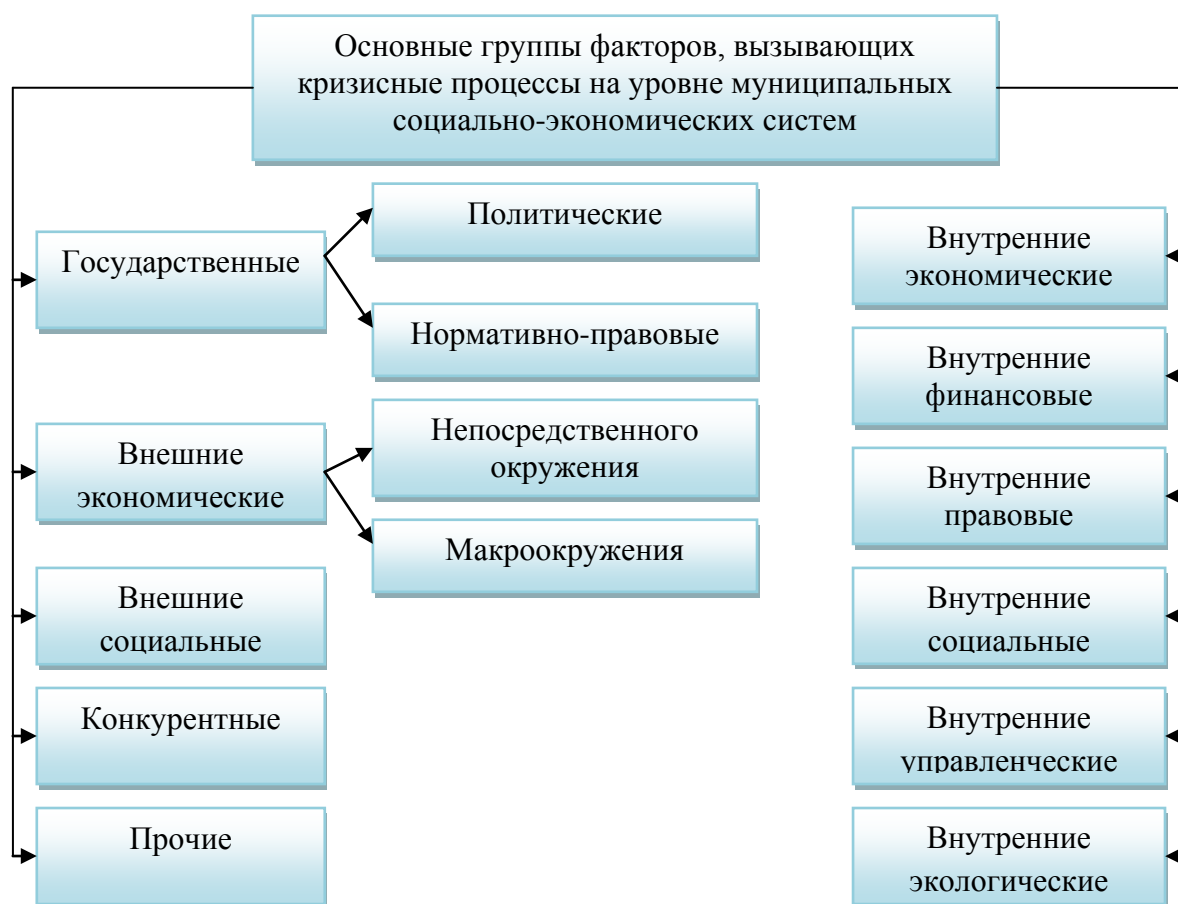 Основные группы факторов, вызывающих
кризисные процессы на уровне муниципальных
социально-экономических систем
Государственные
Политические
Нормативно-правовые
Внешние
экономические
Непосредственного
окружения
Макроокружения
Внешние
социальные
Конкурентные
Прочие
Внутренние
экономические
Внутренние
финансовые
Внутренние
правовые
Внутренние
социальные
Внутренние
управленческие
Внутренние
экологические